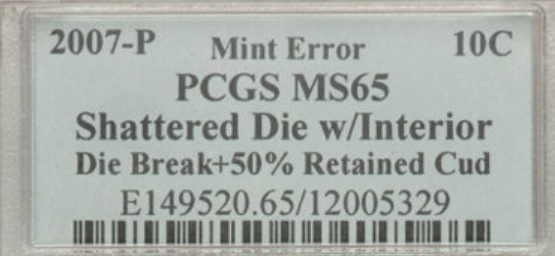 2007-P Mint Error 10C
PCGS MS65
Shattered Die w/Interior
Die Break+50% Retained Cud
E149520.65/12005329